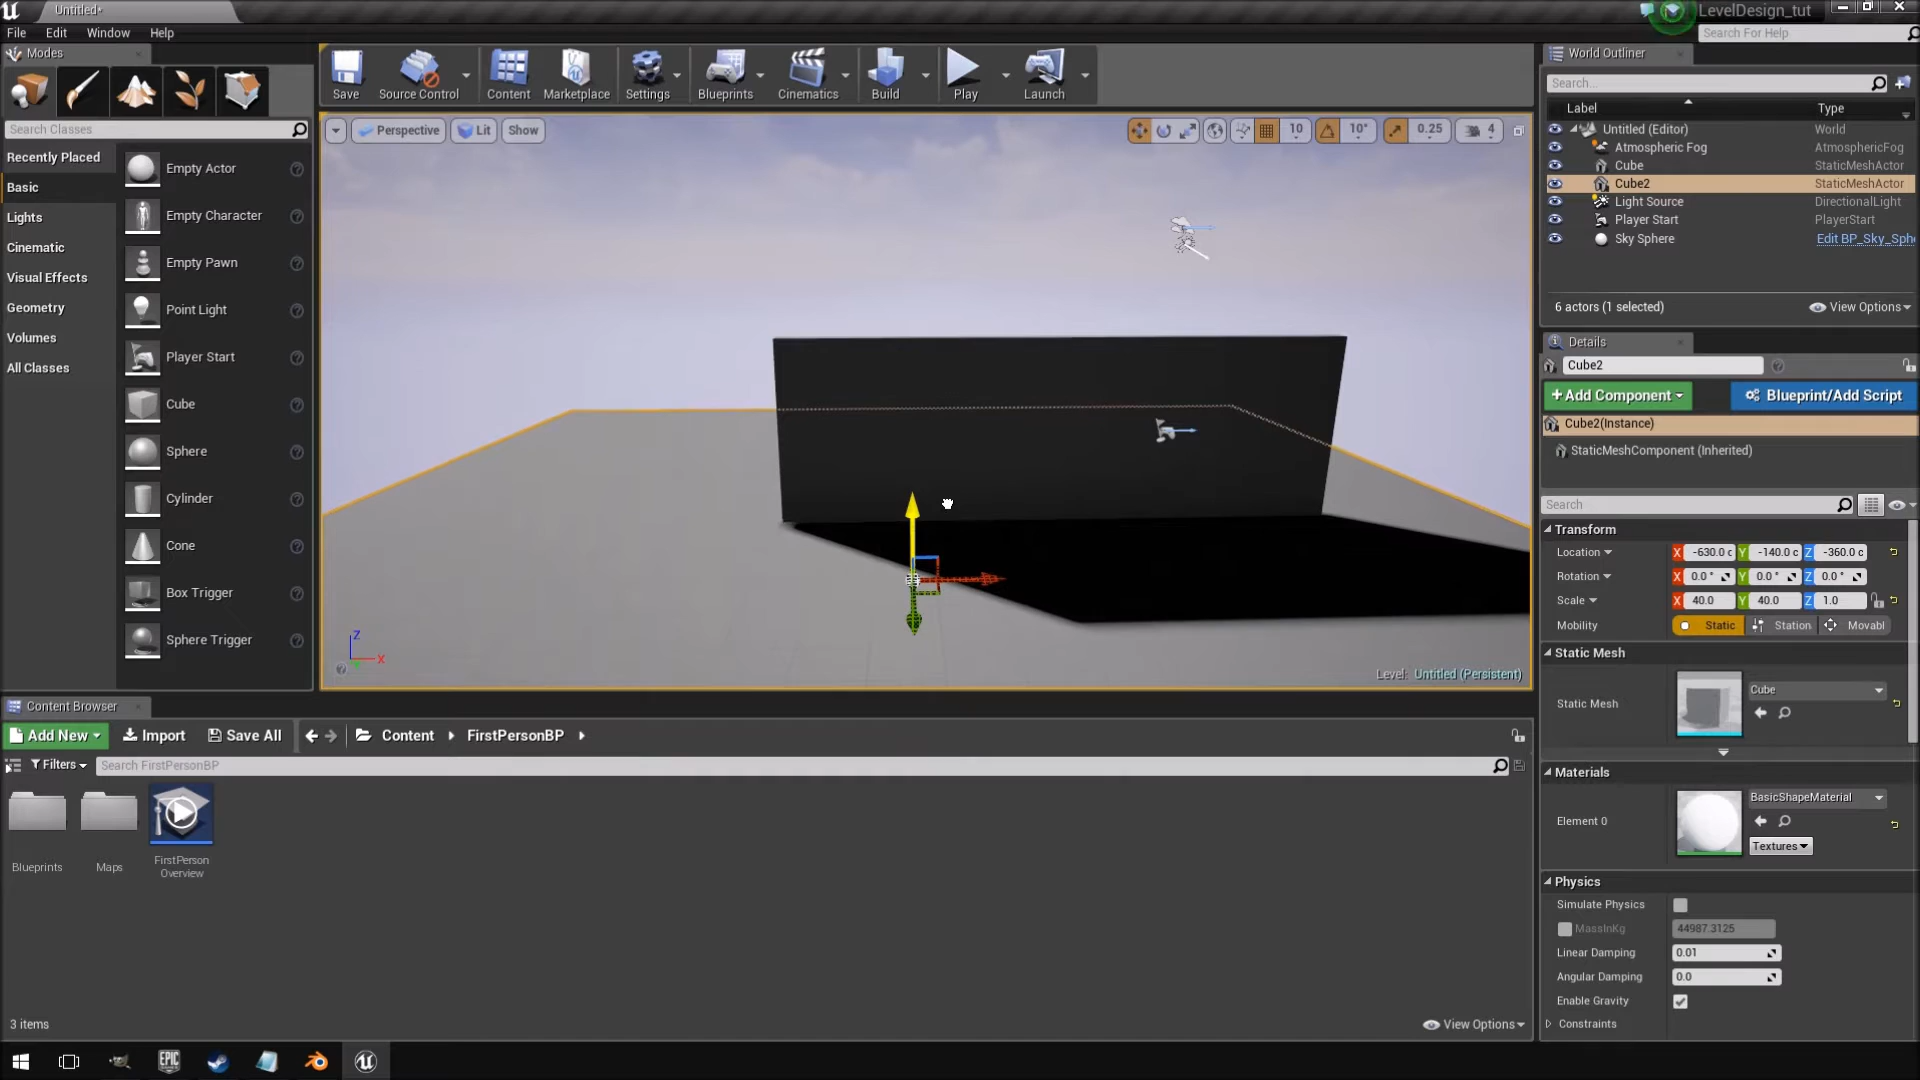 Untitled*
LevelDesign_tut
File Edit Window Help
Search For Help
Modes
Search Classes
Recently Placed
Basic
Lights
Cinematic
Visual Effects
Geometry
Volumes
All Classes
Empty Actor
Empty Character
Empty Pawn
Point Light
Player Start
Cube
Sphere
Cylinder
Cone
Box Trigger
Sphere Trigger
Save
Source Control
Content
Marketplace
Settings
Blueprints
Cinematics
Build
Play
Launch
Perspective Lit Show
10 10° 0.25 4
Z
X
Level: Untitled (Persistent)
World Outliner
Search...
Label Type
Untitled (Editor) World
Atmospheric Fog AtmosphericFog
Cube StaticMeshActor
Cube2 StaticMeshActor
Light Source DirectionalLight
Player Start PlayerStart
Sky Sphere Edit BP_Sky_Sph
6 actors (1 selected) View Options
Details
Cube2
+Add Component Blueprint/Add Script
Cube2(Instance)
StaticMeshComponent (Inherited)
Search
Transform
Location X -630.0 c Y -140.0 c Z -360.0 c
Rotation X 0.0 ° Y 0.0 ° Z 0.0 °
Scale X 40.0 Y 40.0 Z 1.0
Mobility Static Station Movabl
Static Mesh
Static Mesh Cube
Materials
Element 0 BasicShapeMaterial
Textures
Physics
Simulate Physics
MassInKg 44987.3125
Linear Damping 0.01
Angular Damping 0.0
Enable Gravity
Constraints
Content Browser
Add New Import Save All Content FirstPersonBP
Filters Search FirstPersonBP
Blueprints
Maps
FirstPerson
Overview
3 items View Options
EPIC